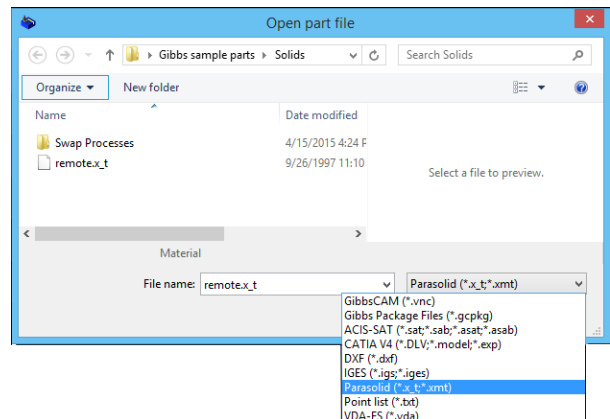 Open part file
Gibbs sample parts Solids
Search Solids
Organize
New folder
Name
Date modified
Swap Processes
4/15/2015 4:24 P
remote.x_t
9/26/1997 11:10
Select a file to preview.
Material
File name:
remote.x_t
Parasolid (*.x_t;*.xmt)
GibbsCAM (*.vnc)
Gibbs Package Files (*.gcpkg)
ACIS-SAT (*.sat;*.sab;*.asat;*.asab)
CATIA V4 (*.DLV;*.model;*.exp)
DXF (*.dxf)
IGES (*.igs;*.iges)
Parasolid (*.x_t;*.xmt)
Point list (*.txt)
VDA-FS (*.vda)